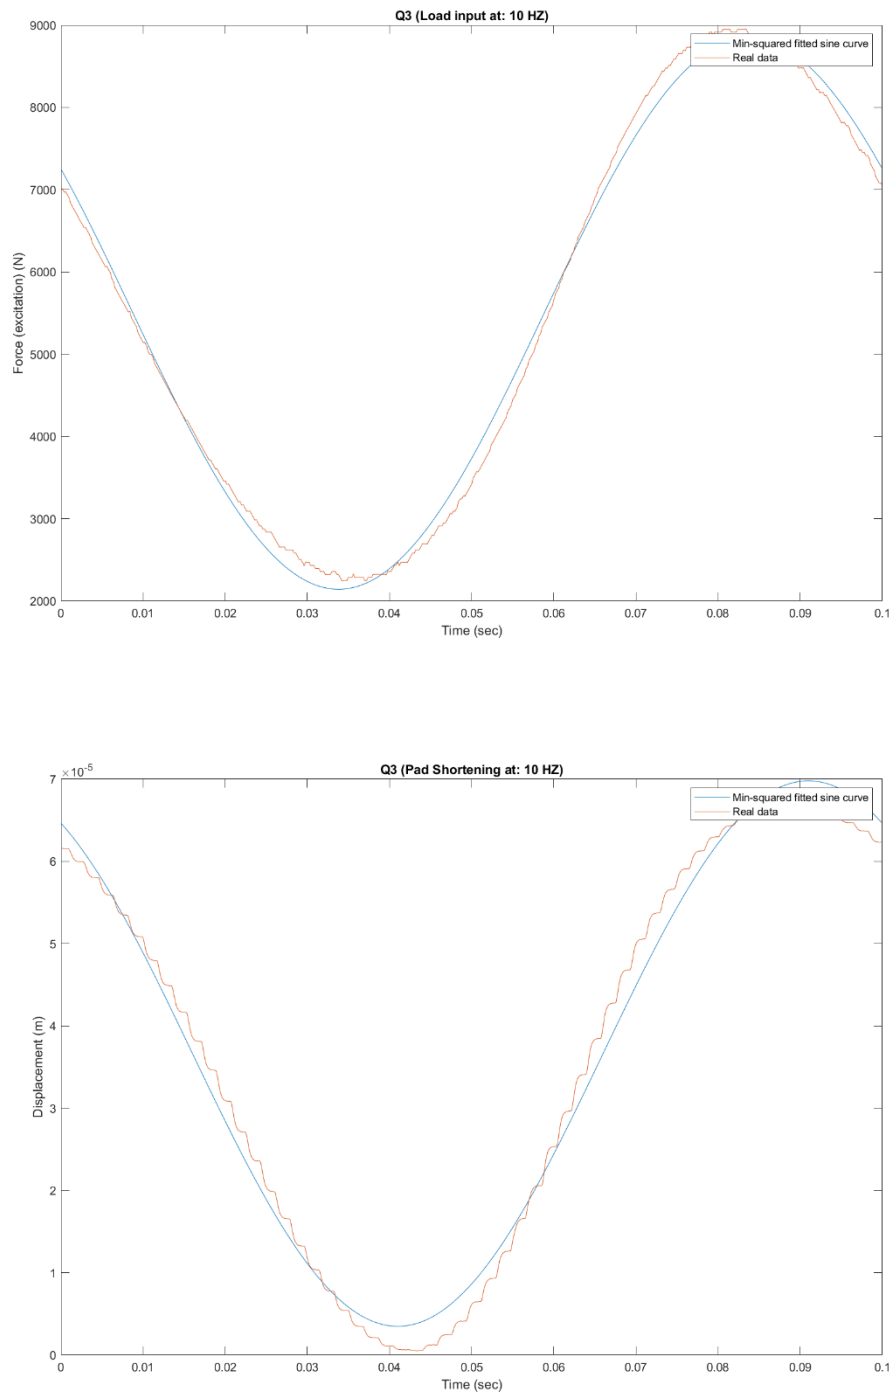 Q3 (Load input at: 10 HZ)
9000
8000
7000
6000
5000
4000
3000
2000
Force (excitation) (N)
Min-squared fitted sine curve
Real data
0 0.01 0.02 0.03 0.04 0.05 0.06 0.07 0.08 0.09 0.1
Time (sec)
Q3 (Pad Shortening at: 10 HZ)
×10-5
7
6
5
4
3
2
1
0
Displacement (m)
Min-squared fitted sine curve
Real data
0 0.01 0.02 0.03 0.04 0.05 0.06 0.07 0.08 0.09 0.1
Time (sec)